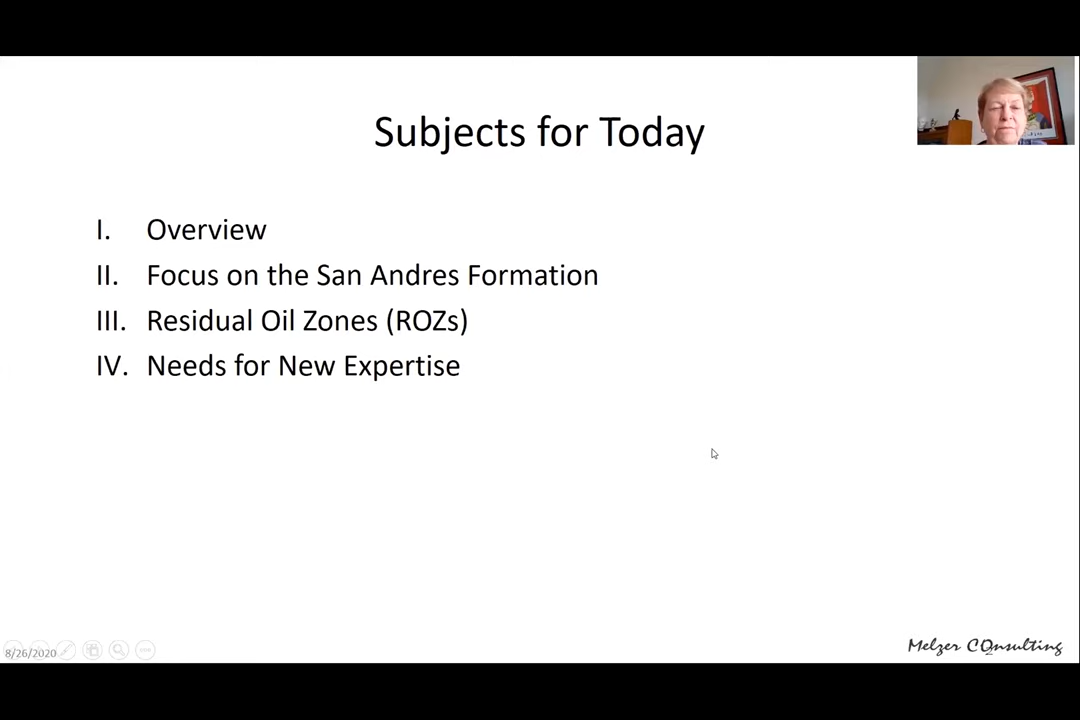 Subjects for Today
I. Overview
II. Focus on the San Andres Formation
III. Residual Oil Zones (ROZs)
IV. Needs for New Expertise
8/26/2020
Melzer COnsulting
2